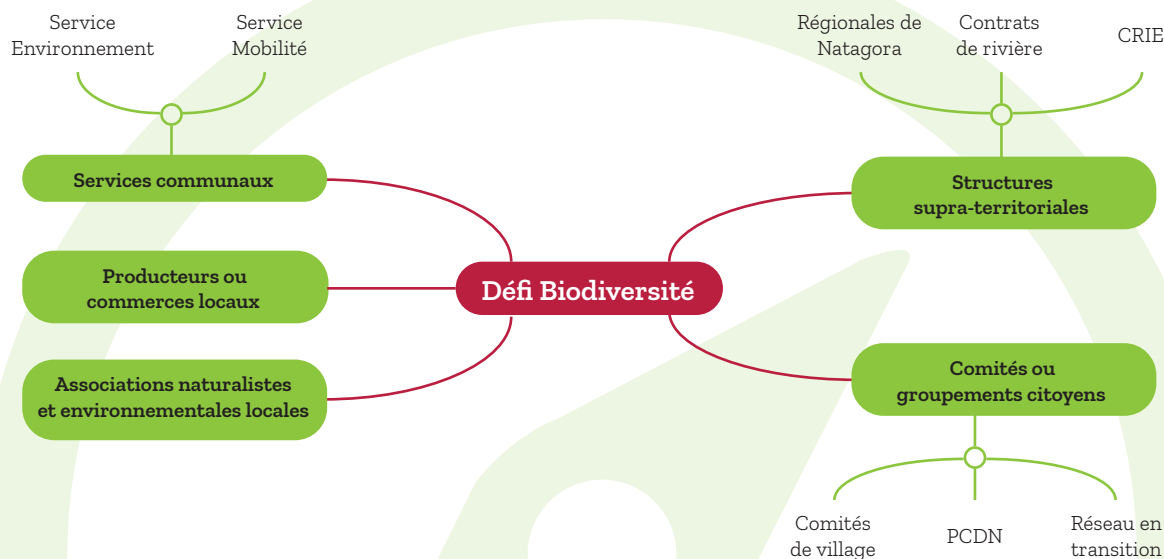 Service
Environnement
Service
Mobilité
Régionales de
Natagora
Contrats
de rivière
CRIE
Services communaux
Structures
supra-territoriales
Producteurs ou
commerces locaux
Défi Biodiversité
Associations naturalistes
et environnementales locales
Comités ou
groupements citoyens
Comités
de village
PCDN
Réseau en
transition